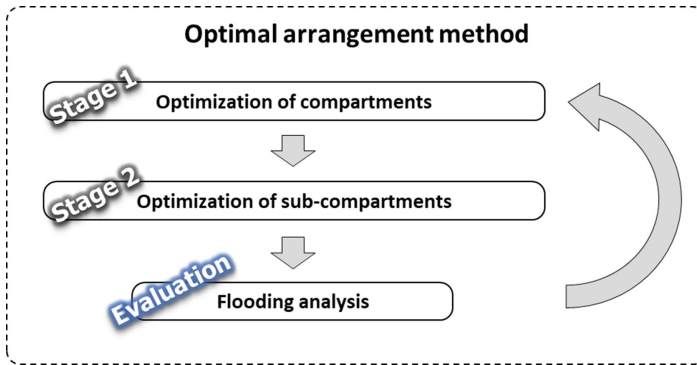 Optimal arrangement method
Stage 1
Optimization of compartments
Stage 2
Optimization of sub-compartments
Evaluation
Flooding analysis